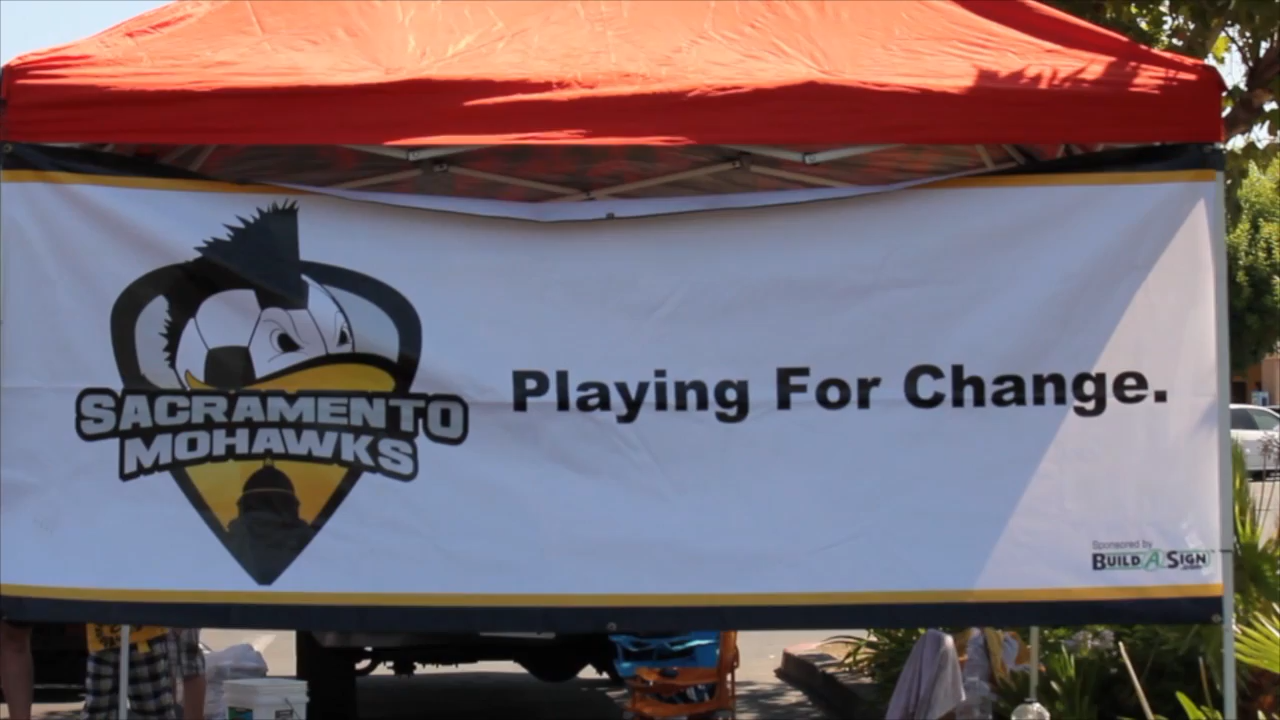 SACRAMENTO
MOHAWKS
Playing For Change.
Sponsored by
BUILD A SIGN